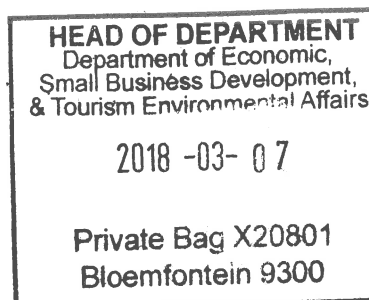 HEAD OF DEPARTMENT
Department of Economic,
Small Business Development,
& Tourism Environmental Affairs
2018 -03- 07
Private Bag X20801
Bloemfontein 9300